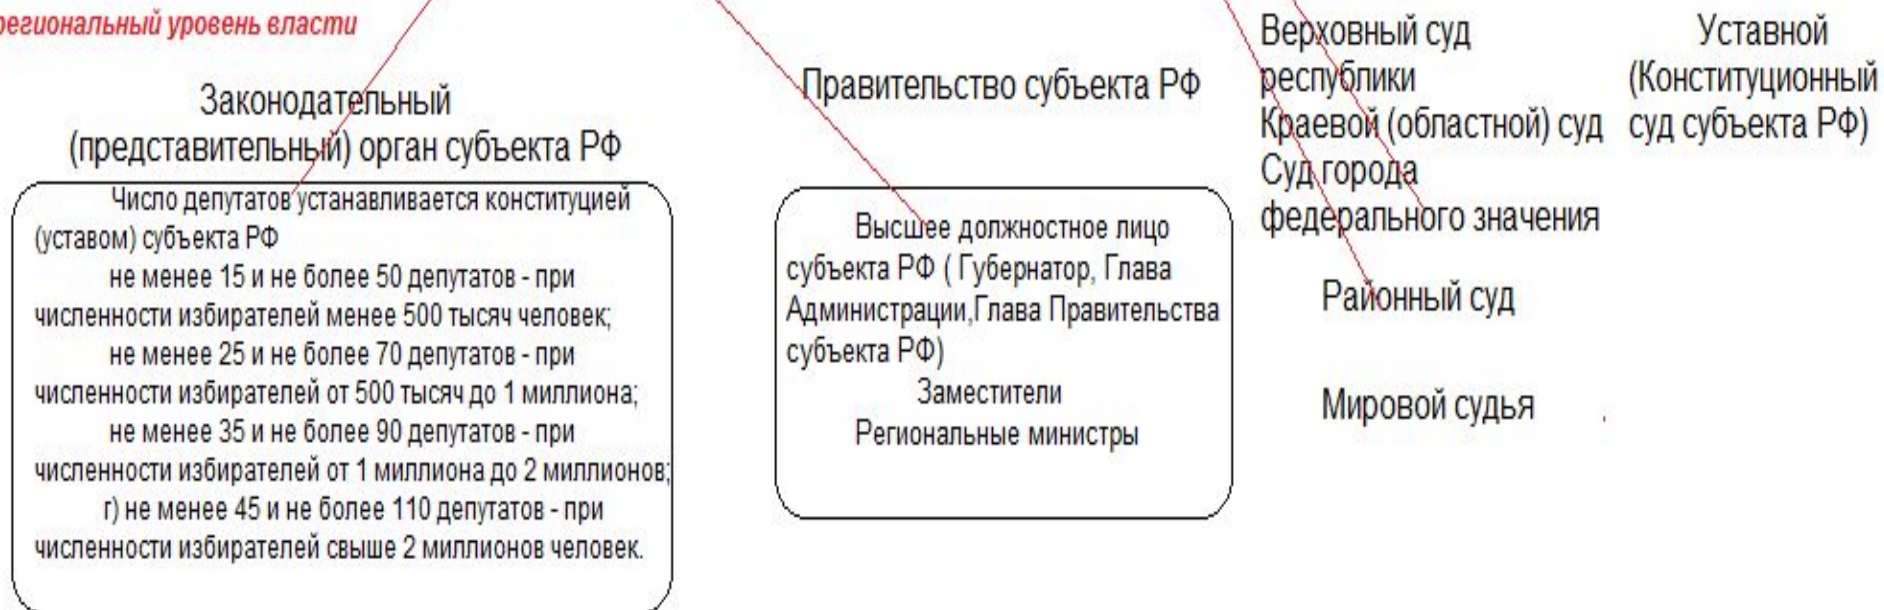 региональный уровень власти
Законодательный
(представительный) орган субъекта РФ
Число депутатов устанавливается конституцией
(уставом) субъекта РФ
не менее 15 и не более 50 депутатов - при
численности избирателей менее 500 тысяч человек;
не менее 25 и не более 70 депутатов - при
численности избирателей от 500 тысяч до 1 миллиона;
не менее 35 и не более 90 депутатов - при
численности избирателей от 1 миллиона до 2 миллионов;
г) не менее 45 и не более 110 депутатов - при
численности избирателей свыше 2 миллионов человек.
Правительство субъекта РФ
Высшее должностное лицо
субъекта РФ ( Губернатор, Глава
Администрации,Глава Правительства
субъекта РФ)
Заместители
Региональные министры
Верховный суд
республики
Краевой (областной) суд
Суд города
федерального значения
Районный суд
Мировой судья
Уставной
(Конституционный
суд субъекта РФ)